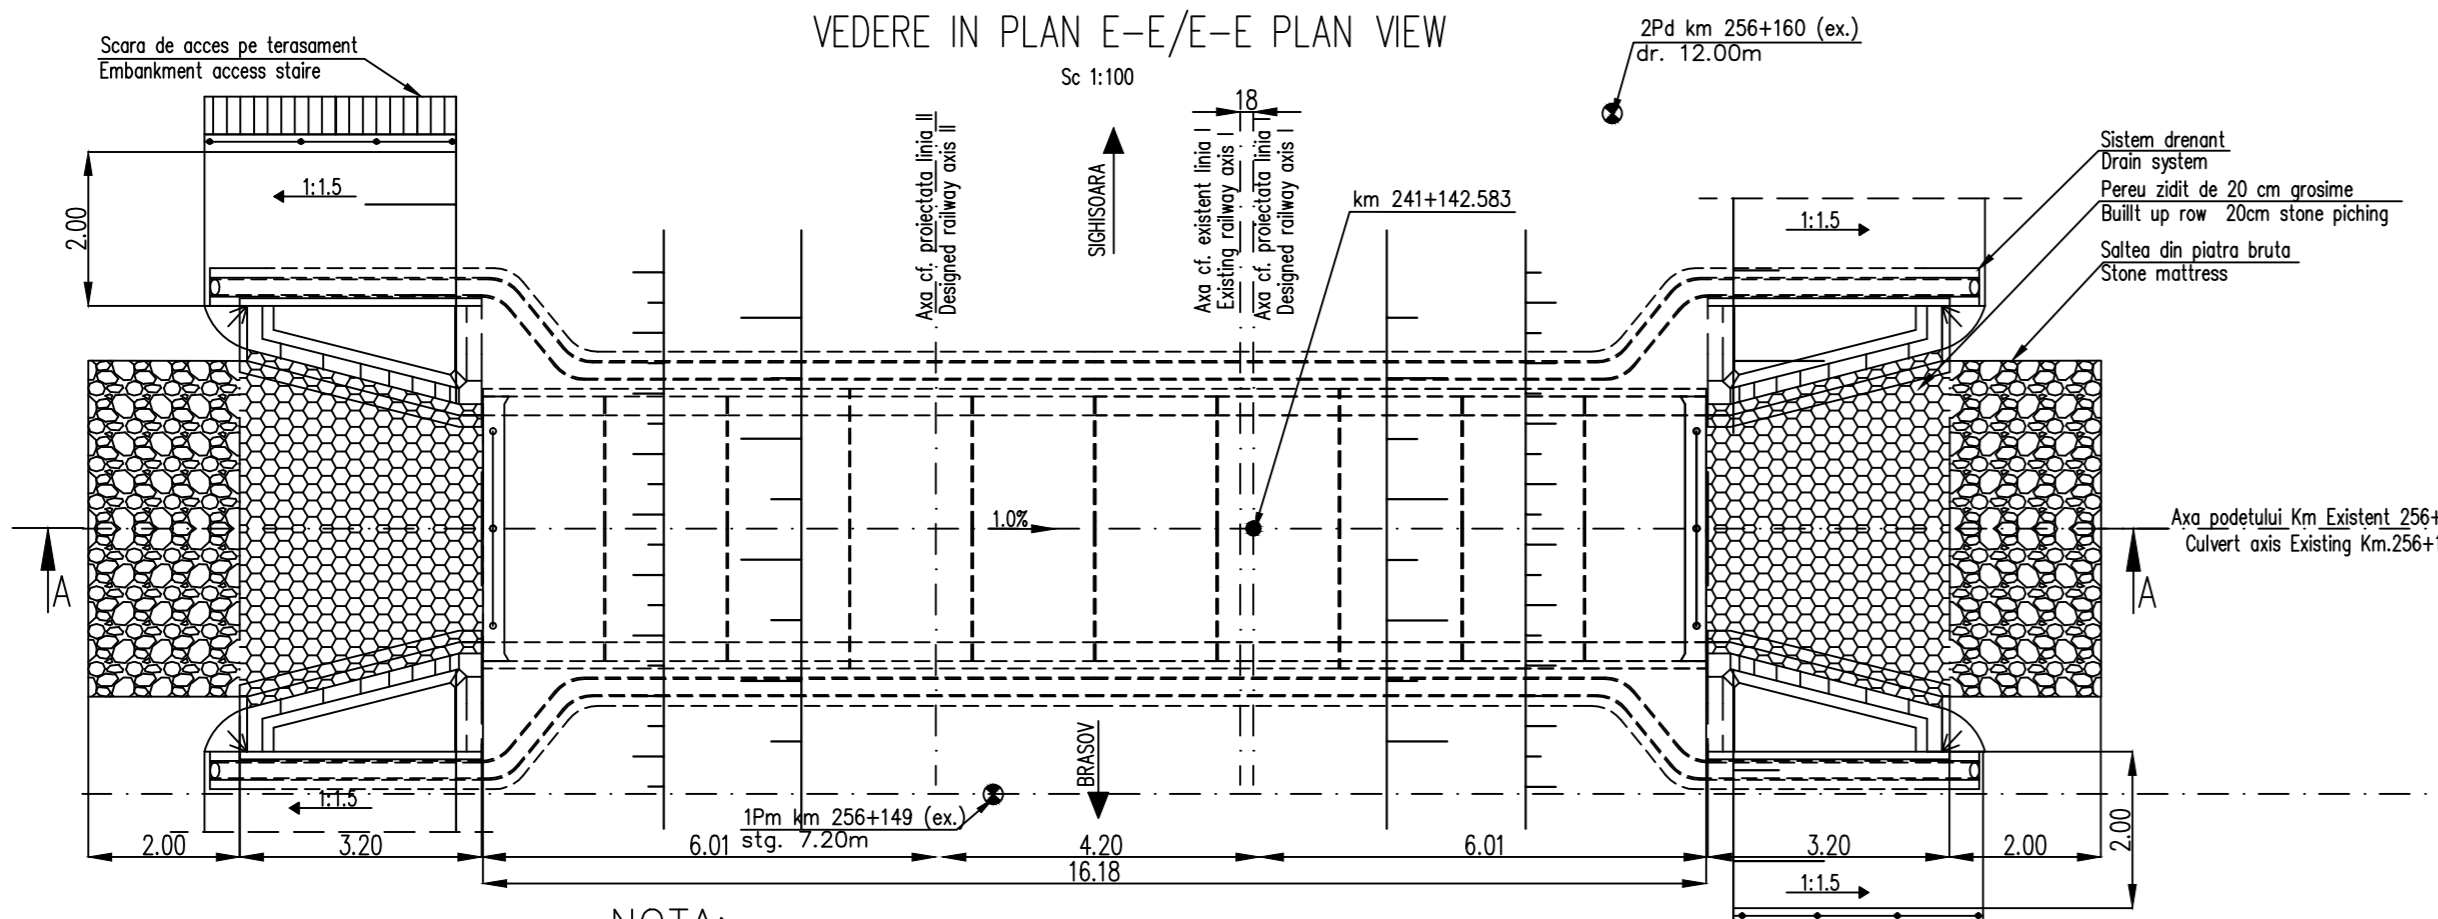 VEDERE IN PLAN E-E/E-E PLAN VIEW
Sc 1:100
Scara de acces pe terasament
Embankment access staire
2Pd km 256+160 (ex.)
dr. 12.00m
18
Axa cf. proiectata linia II
Designed railway axis II
SIGHISOARA
Axa cf. existent linia I
Existing railway axis I
Axa cf. proiectata linia I
Designed railway axis I
km 241+142.583
Sistem drenant
Drain system
Pereu zidit de 20 cm grosime
Buillt up row 20cm stone piching
Saltea din piatra bruta
Stone mattress
1:1.5
2.00
1:1.5
1.0%
Axa podetului Km Existent 256+
Culvert axis Existing Km.256+1
A
A
BRASOV
1:1.5
1Pm km 256+149 (ex.)
stg. 7.20m
2.00
3.20
6.01
4.20
6.01
3.20
2.00
2.00
16.18
1:1.5
NOTA: